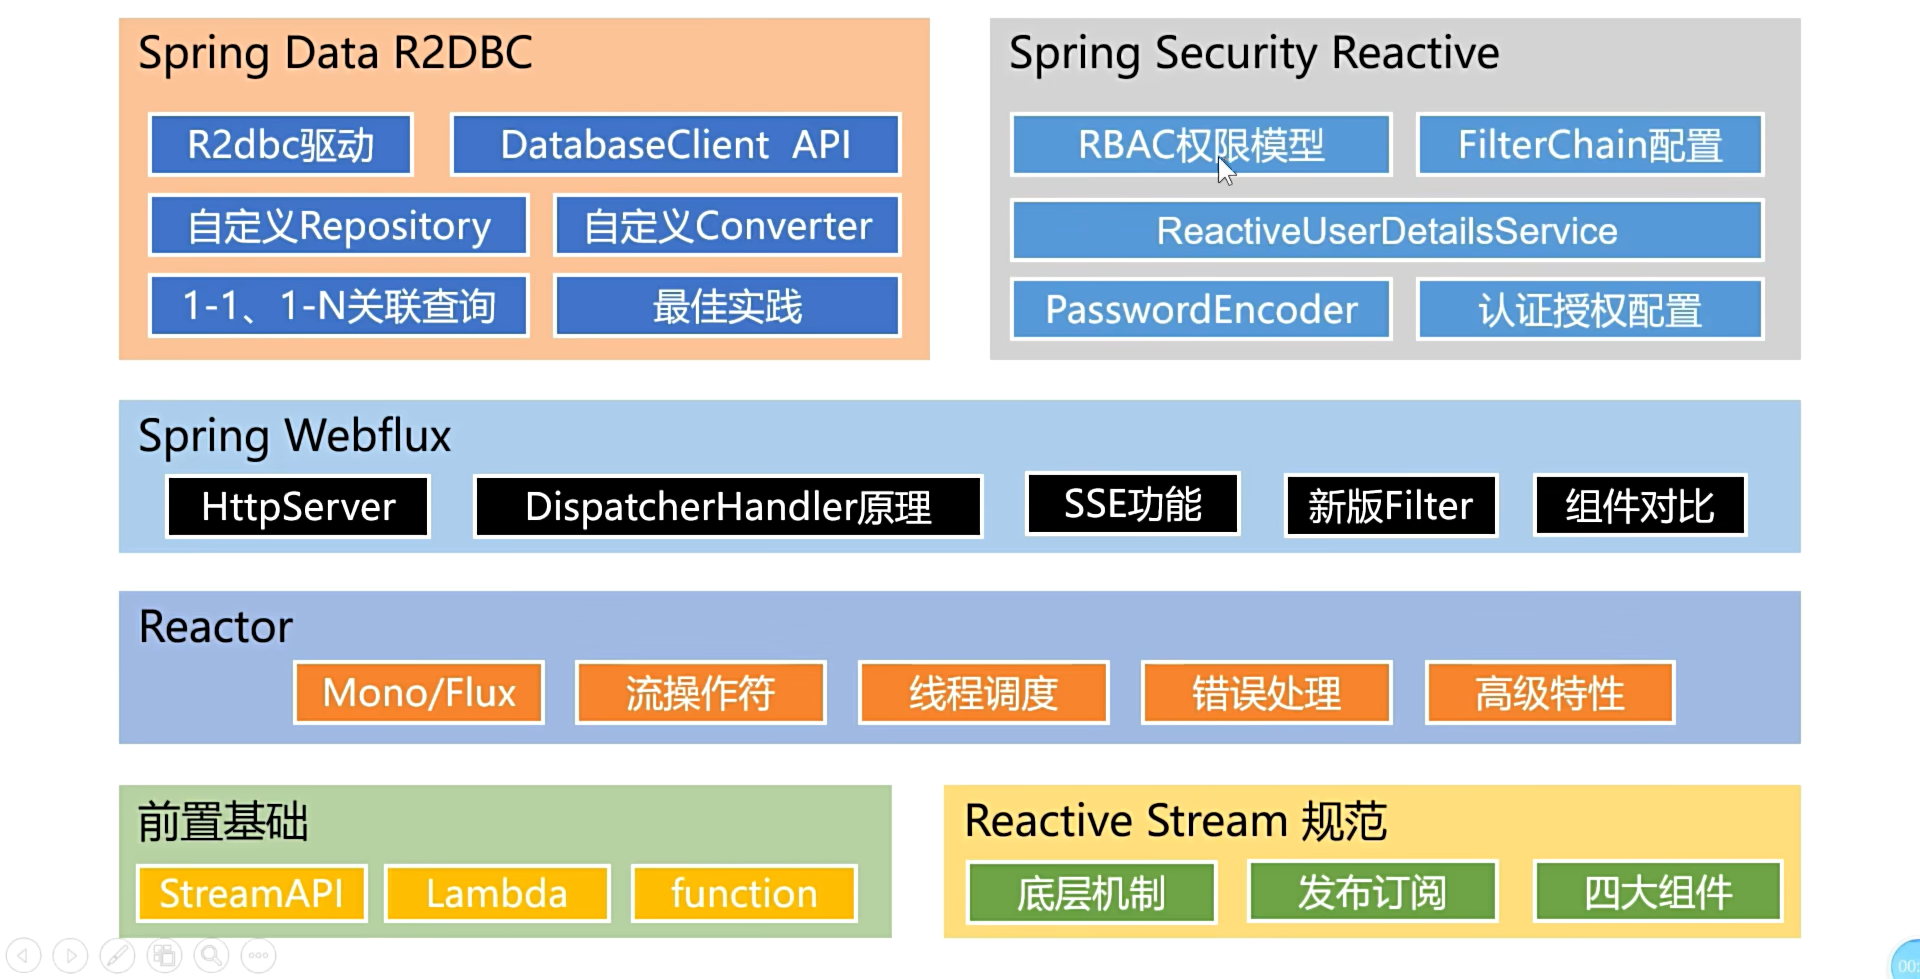 Spring Data R2DBC
R2dbc驱动
DatabaseClient API
自定义Repository
自定义Converter
1-1、1-N关联查询
最佳实践
Spring Security Reactive
RBAC权限模型
FilterChain配置
ReactiveUserDetailsService
PasswordEncoder
认证授权配置
Spring Webflux
HttpServer
DispatcherHandler原理
SSE功能
新版Filter
组件对比
Reactor
Mono/Flux
流操作符
线程调度
错误处理
高级特性
前置基础
StreamAPI
Lambda
function
Reactive Stream 规范
底层机制
发布订阅
四大组件